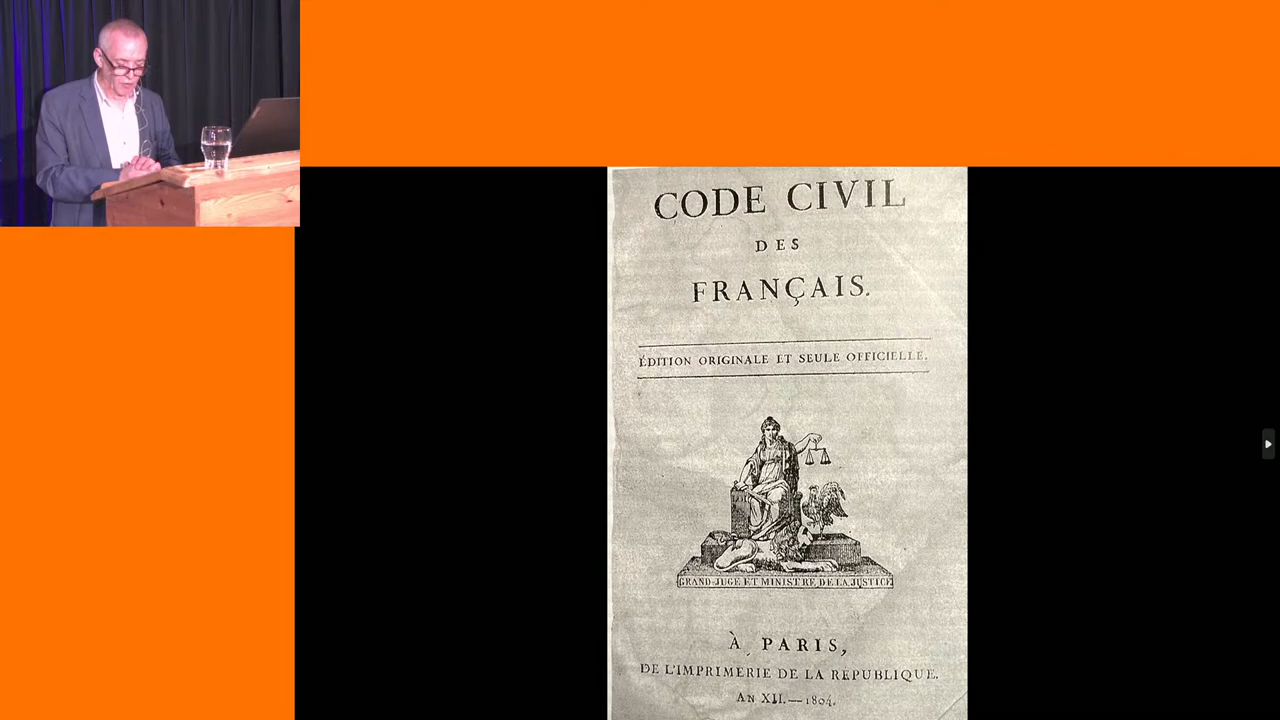 CODE CIVIL
DES
FRANÇAIS.
ÉDITION ORIGINALE ET SEULE OFFICIELLE.
GRAND-JUGE ET MINISTRE DE LA JUSTICE
À PARIS,
DE L'IMPRIMERIE DE LA RÉPUBLIQUE.
AN XII. — 1804.